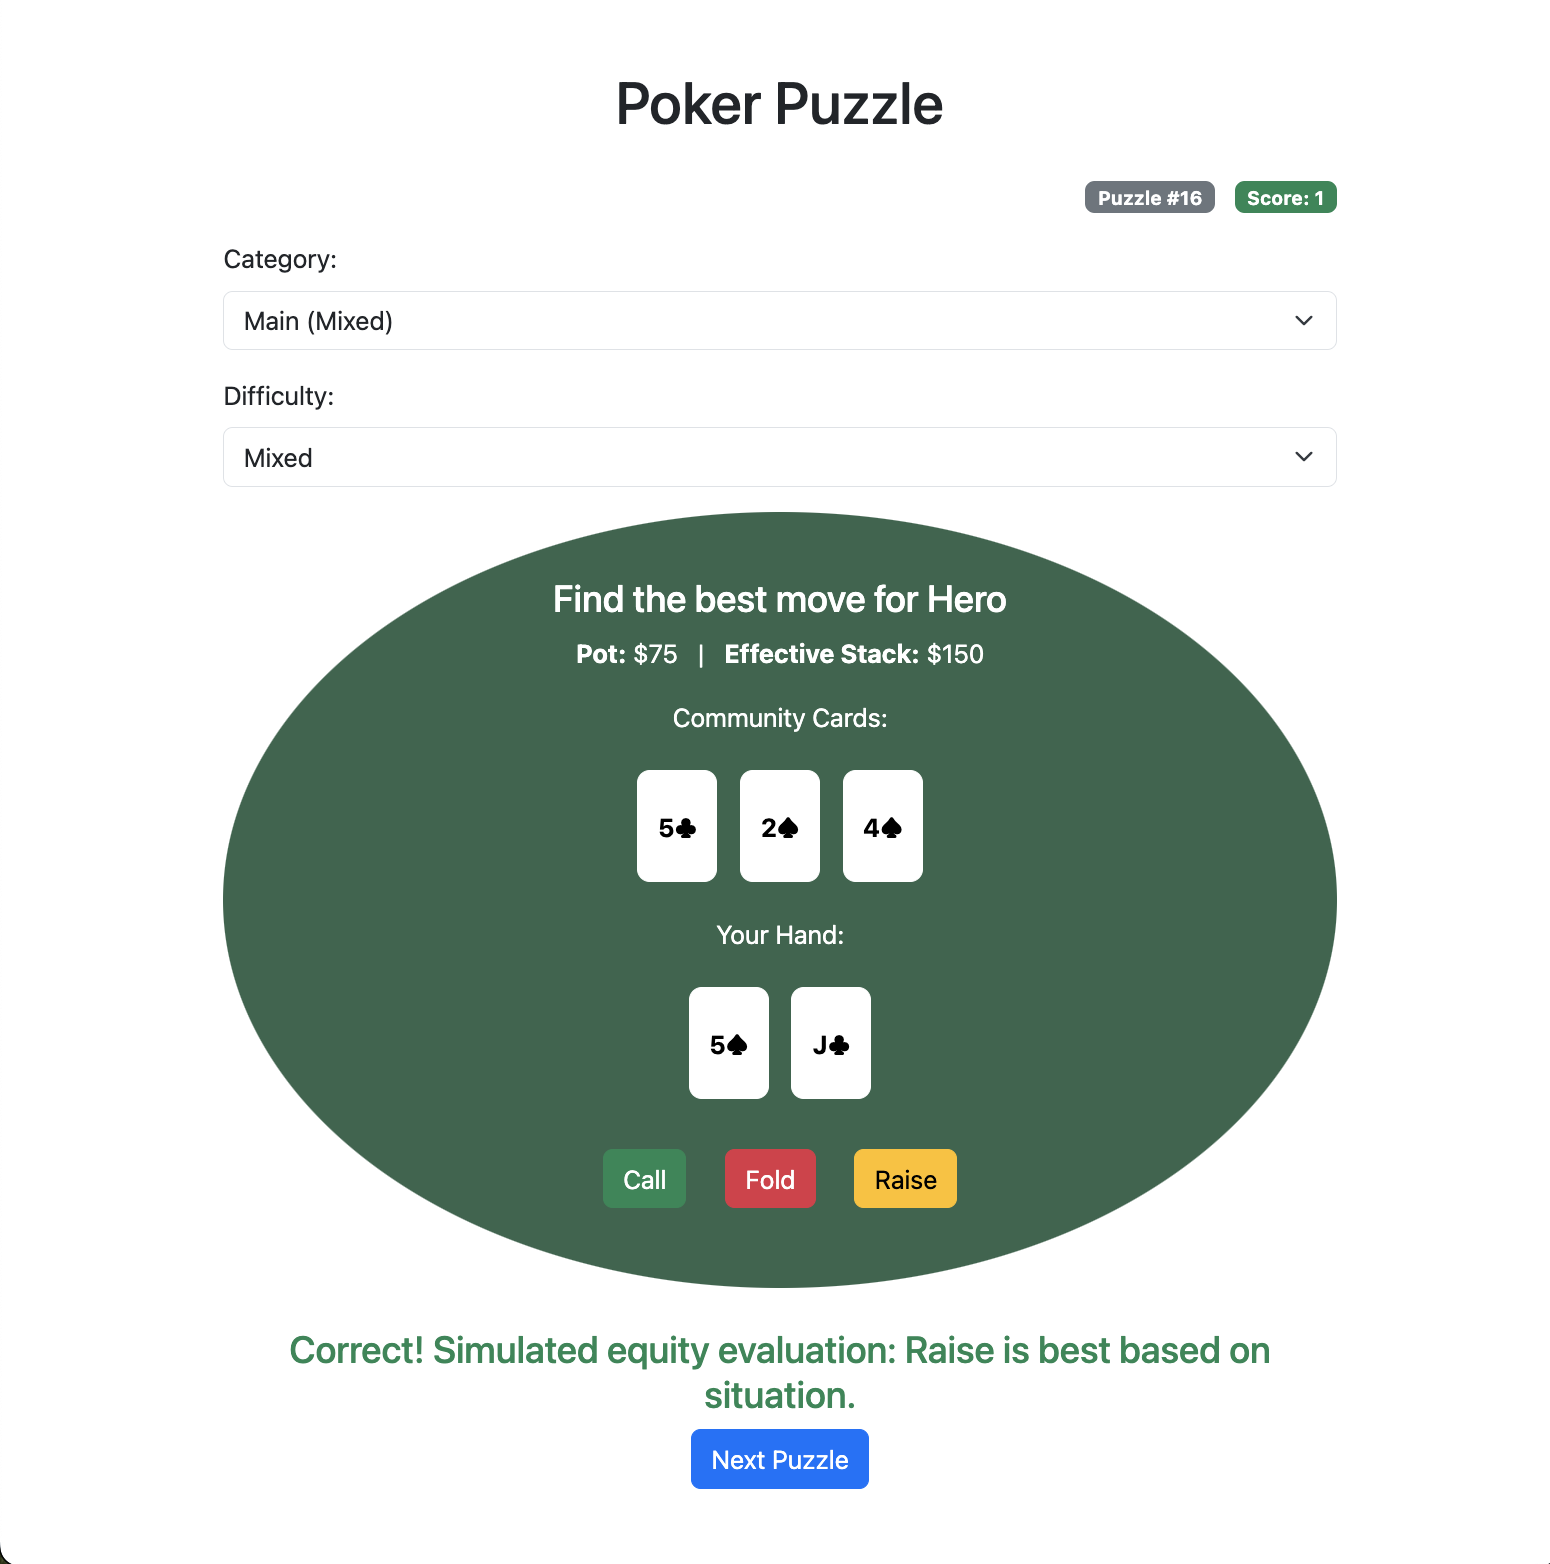 Poker Puzzle
Puzzle #16 Score: 1
Category:
Main (Mixed)
Difficulty:
Mixed
Find the best move for Hero
Pot: $75 | Effective Stack: $150
Community Cards:
5♣ 2♠ 4♠
Your Hand:
5♠ J♣
Call Fold Raise
Correct! Simulated equity evaluation: Raise is best based on
situation.
Next Puzzle